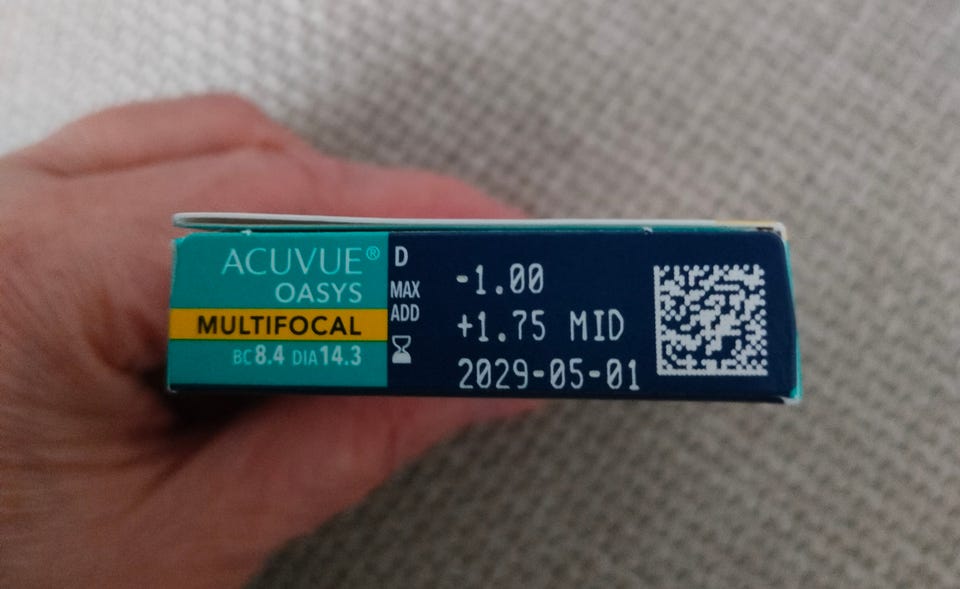 ACUVUE®
OASYS
MULTIFOCAL
BC8.4 DIA14.3
D -1.00
MAX ADD +1.75 MID
2029-05-01